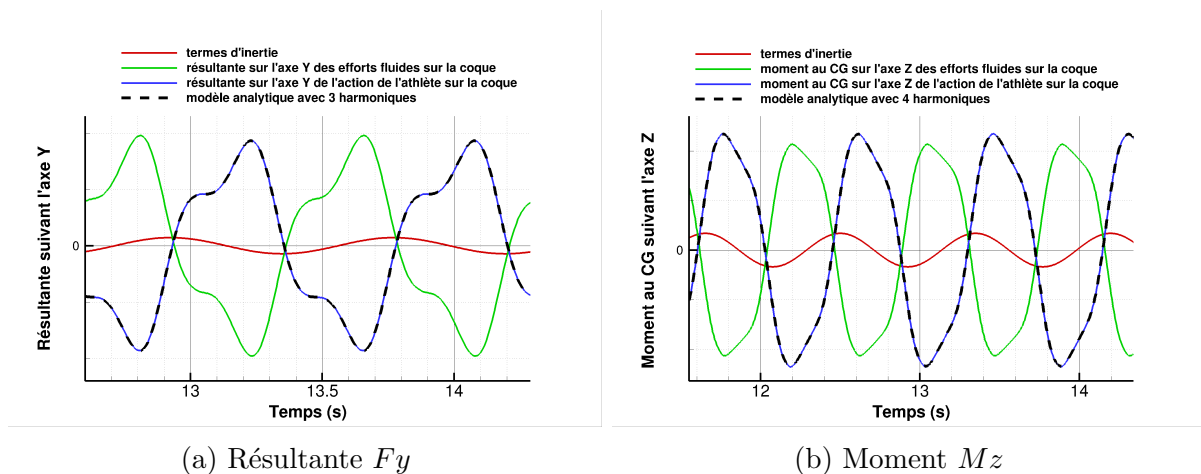 termes d'inertie
résultante sur l'axe Y des efforts fluides sur la coque
résultante sur l'axe Y de l'action de l'athlète sur la coque
modèle analytique avec 3 harmoniques
Résultante suivant l'axe Y
0
13
13.5
14
Temps (s)
(a) Résultante Fy
termes d'inertie
moment au CG sur l'axe Z des efforts fluides sur la coque
moment au CG sur l'axe Z de l'action de l'athlète sur la coque
modèle analytique avec 4 harmoniques
Moment au CG suivant l'axe Z
0
12
13
14
Temps (s)
(b) Moment Mz